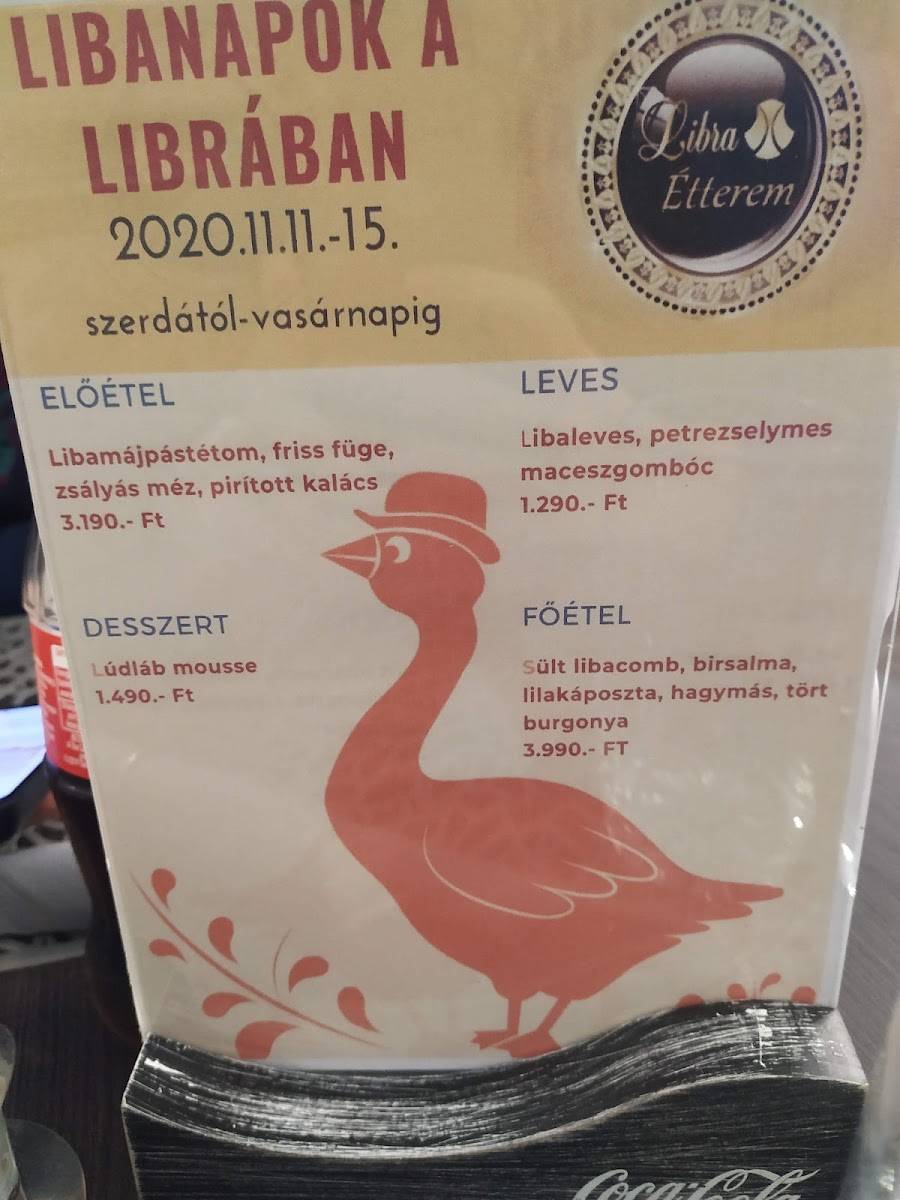 LIBANAPOK A
LIBRÁBAN
2020.11.11.-15.
szerdától-vasárnapig
Libra
Étterem
ELŐÉTEL
Libamájpástétom, friss füge,
zsályás méz, pirított kalács
3.190.- Ft
LEVES
Libaleves, petrezselymes
maceszgombóc
1.290.- Ft
DESSZERT
Lúdláb mousse
1.490.- Ft
FŐÉTEL
Sült libacomb, birsalma,
lilakáposzta, hagymás, tört
burgonya
3.990.- FT
Coca-Cola